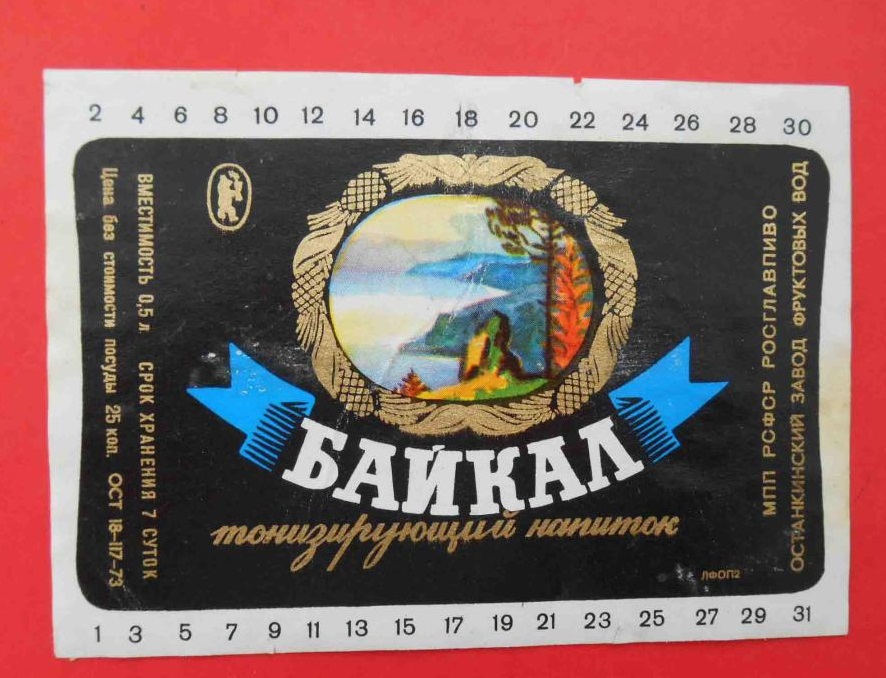 2 4 6 8 10 12 14 16 18 20 22 24 26 28 30
ВМЕСТИМОСТЬ 0,5 л СРОК ХРАНЕНИЯ 7 СУТОК
Цена без стоимости посуды 25 коп. ОСТ 18-117-73
БАЙКАЛ
тонизирующий напиток
МПП РСФСР РОСГЛАВПИВО
ОСТАНКИНСКИЙ ЗАВОД ФРУКТОВЫХ ВОД
ЛФОП2
1 3 5 7 9 11 13 15 17 19 21 23 25 27 29 31